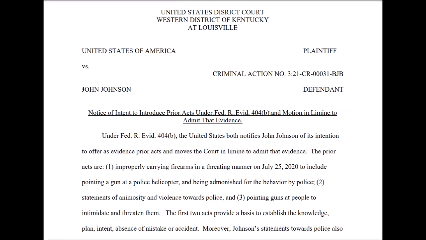 UNITED STATES DISRICT COURT
WESTERN DISTRICT OF KENTUCKY
AT LOUISVILLE
UNITED STATES OF AMERICA PLAINTIFF
vs.
CRIMINAL ACTION NO. 3:21-CR-00031-BJB
JOHN JOHNSON DEFENDANT
Notice of Intent to Introduce Prior Acts Under Fed. R. Evid. 404(b) and Motion in Limine to
Admit That Evidence.
Under Fed. R. Evid. 404(b), the United States both notifies John Johnson of its intention
to offer as evidence prior acts and moves the Court in limine to admit that evidence. The prior
acts are: (1) improperly carrying firearms in a threating manner on July 25, 2020 to include
pointing a gun at a police helicopter, and being admonished for the behavior by police; (2)
statements of animosity and violence towards police, and (3) pointing guns at people to
intimidate and threaten them. The first two acts provide a basis to establish the knowledge,
plan, intent, absence of mistake or accident. Moreover, Johnson's statements towards police also